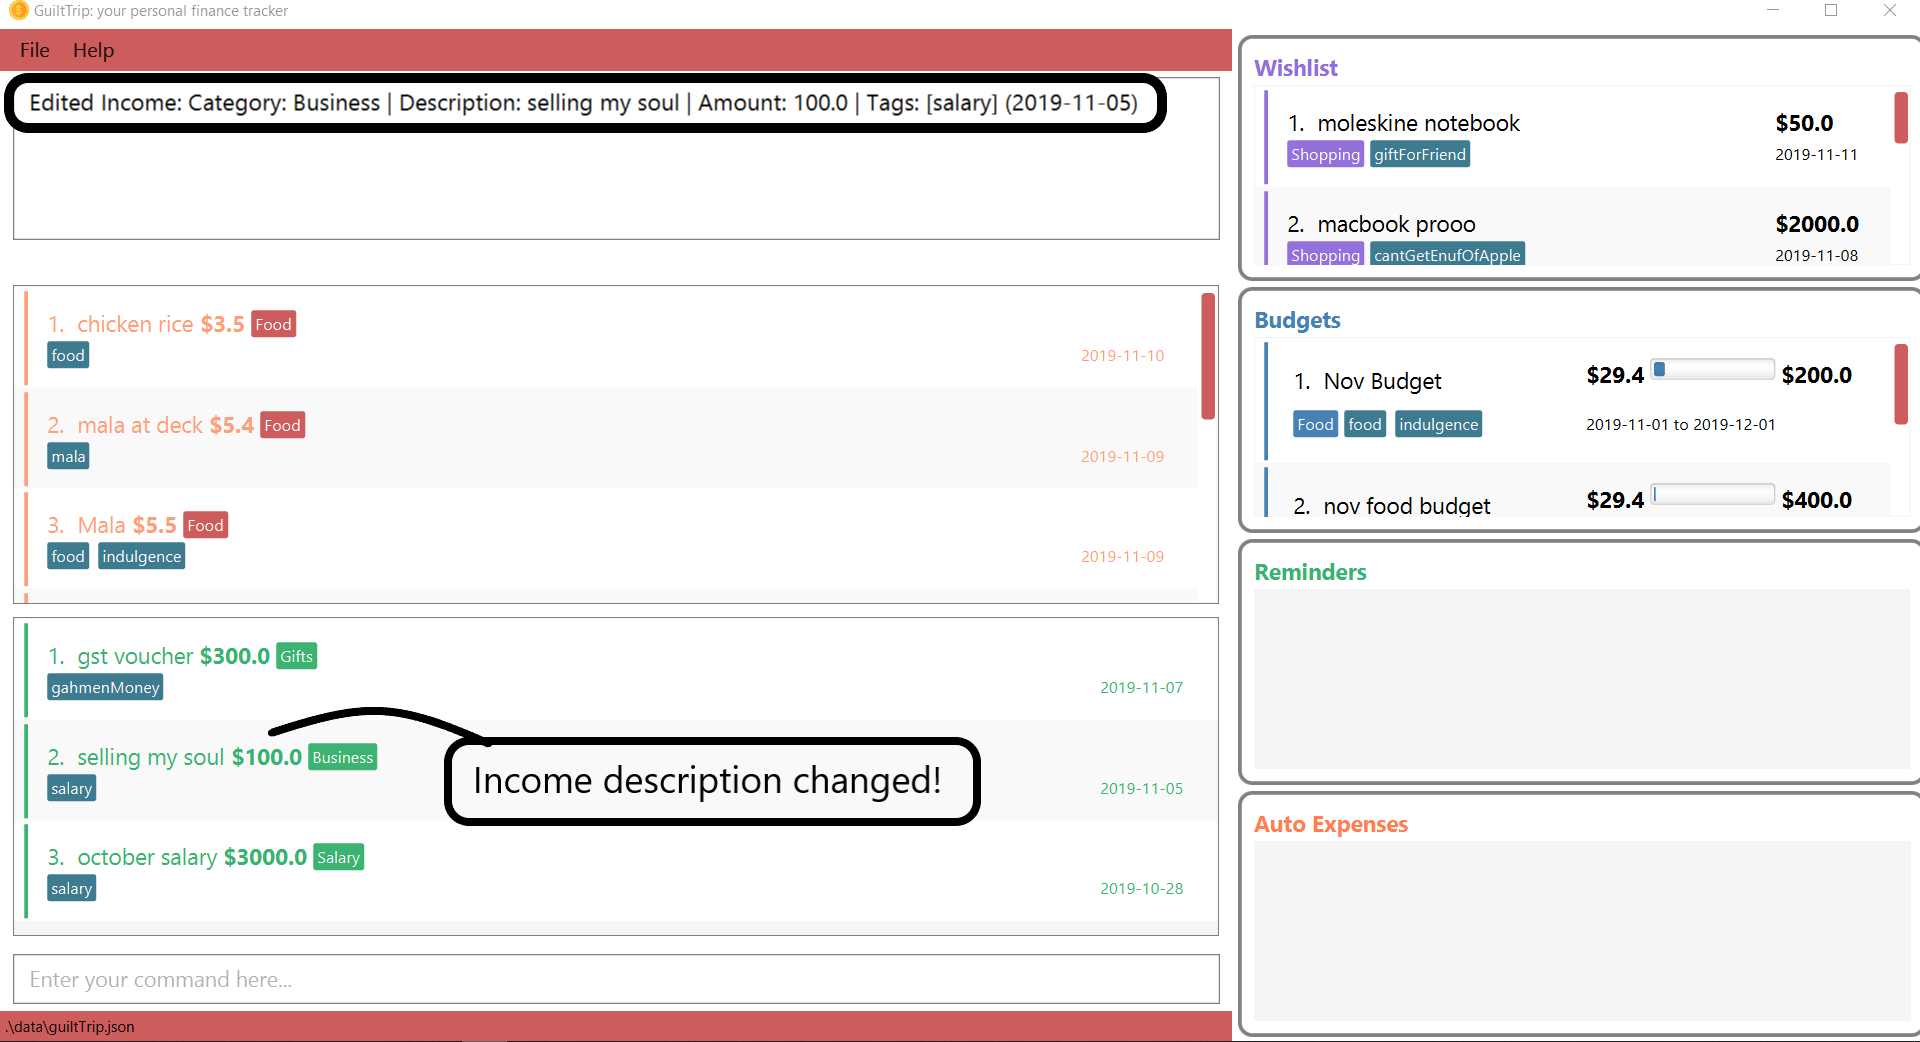 GuiltTrip: your personal finance tracker
File Help
Edited Income: Category: Business | Description: selling my soul | Amount: 100.0 | Tags: [salary] (2019-11-05)
1. chicken rice $3.5 Food
food
2019-11-10
2. mala at deck $5.4 Food
mala
2019-11-09
3. Mala $5.5 Food
food indulgence
2019-11-09
1. gst voucher $300.0 Gifts
gahmenMoney
2019-11-07
2. selling my soul $100.0 Business
salary
2019-11-05
Income description changed!
3. october salary $3000.0 Salary
salary
2019-10-28
Enter your command here...
.\data\guiltTrip.json
Wishlist
1. moleskine notebook $50.0
Shopping giftForFriend 2019-11-11
2. macbook prooo $2000.0
Shopping cantGetEnufOfApple 2019-11-08
Budgets
1. Nov Budget $29.4 $200.0
Food food indulgence 2019-11-01 to 2019-12-01
2. nov food budget $29.4 $400.0
Reminders
Auto Expenses